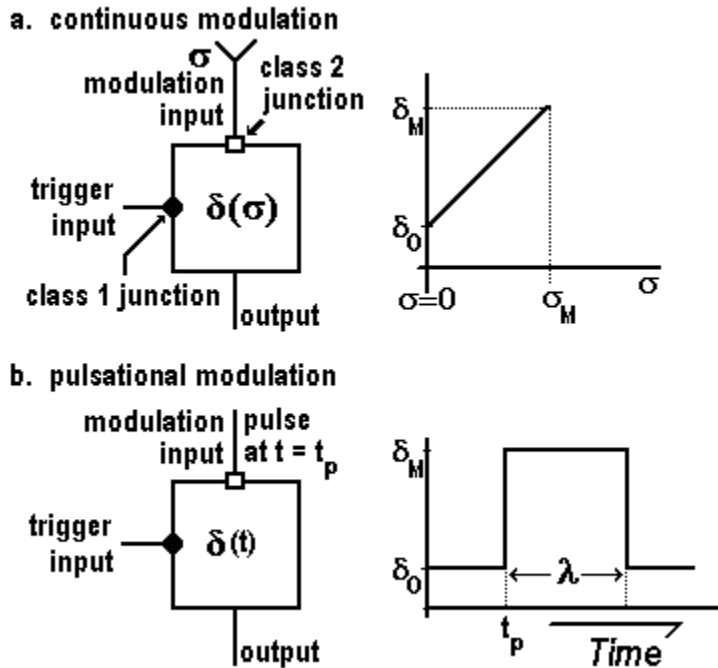 a. continuous modulation
σ
modulation
input
class 2
junction
trigger
input
δ(σ)
class 1 junction
output
δM
δ0
σ=0
σM
σ
b. pulsational modulation
modulation
input
pulse
at t = tp
trigger
input
δ(t)
output
δM
δ0
λ
tp
Time